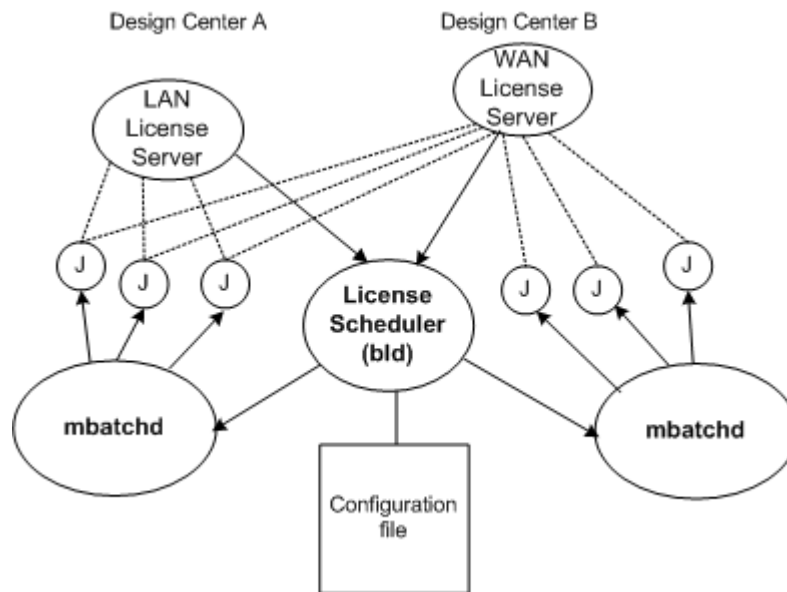 Design Center A
Design Center B
LAN
License
Server
WAN
License
Server
J
J
J
J
J
J
License
Scheduler
(bld)
mbatchd
mbatchd
Configuration
file